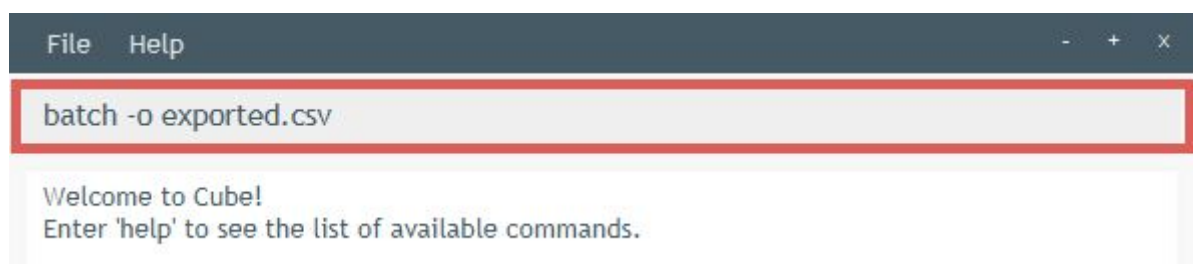 File Help - + x
batch -o exported.csv
Welcome to Cube!
Enter 'help' to see the list of available commands.